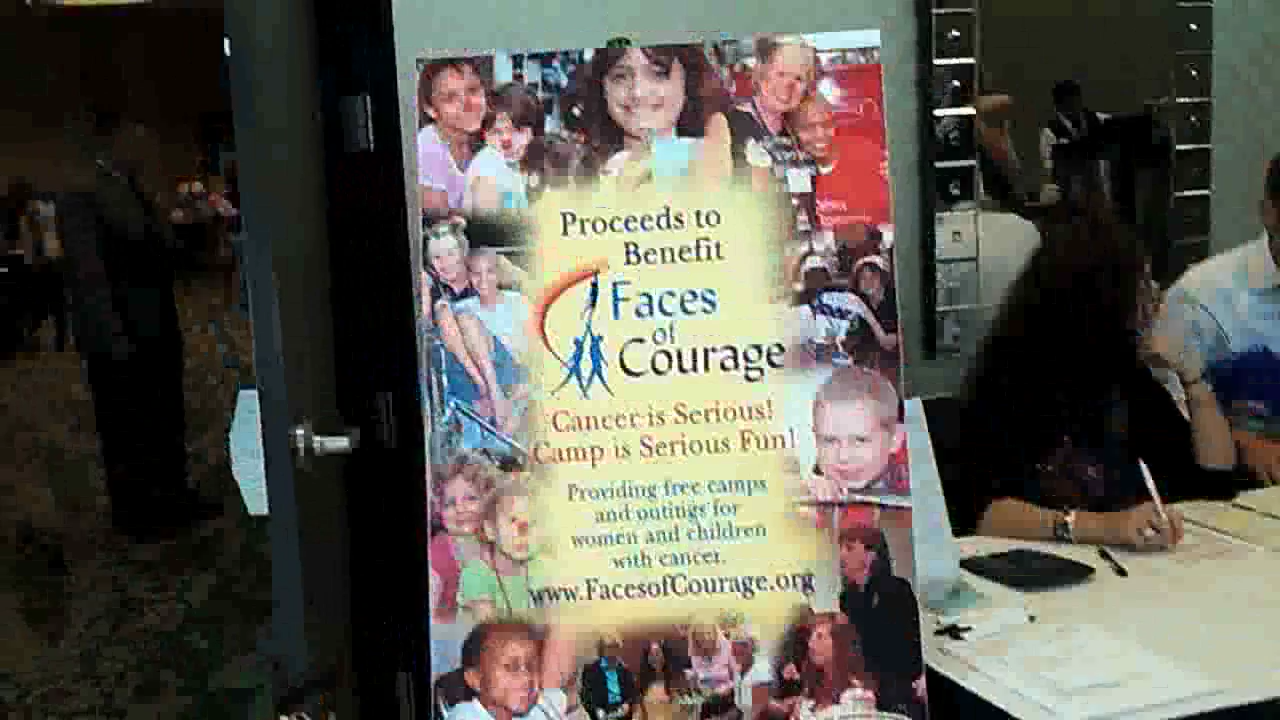 Proceeds to
Benefit
Faces
of
Courage
Cancer is Serious!
Camp is Serious Fun!
Providing free camps
and outings for
women and children
with cancer.
www.FacesofCourage.org